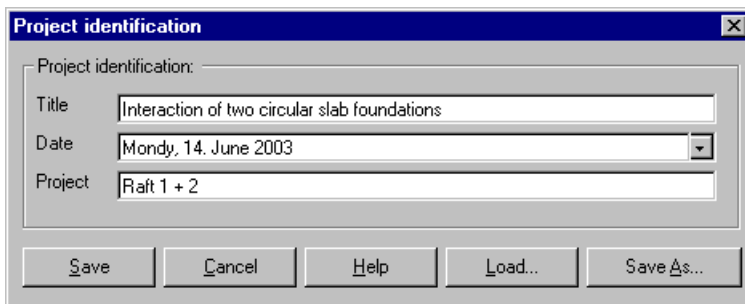 Project identification
Project identification:
Title Interaction of two circular slab foundations
Date Mondy, 14. June 2003
Project Raft 1 + 2
Save Cancel Help Load... Save As...